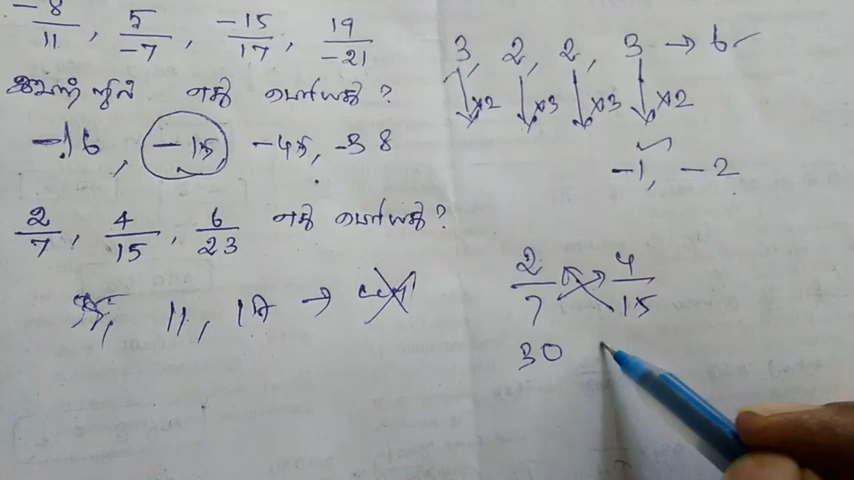 -8/11, 5/-7, -15/17, 19/-21
இவற்றில் எது பெரியது?
-16, -15, -45, -38
2/7, 4/15, 6/23 எது பெரியது?
11, 17 →
3, 2, 2, 3 → 6✓
×2 ×3 ×3 ×2
-1, -2
2/7 4/15
30